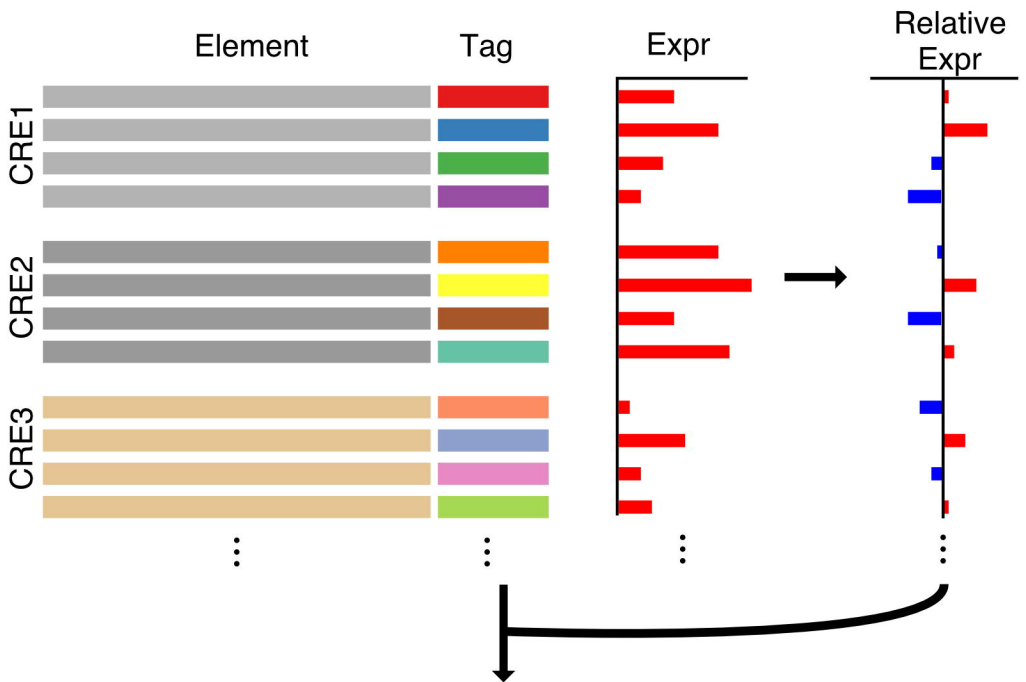 Element
Tag
Expr
Relative
Expr
CRE1
CRE2
CRE3